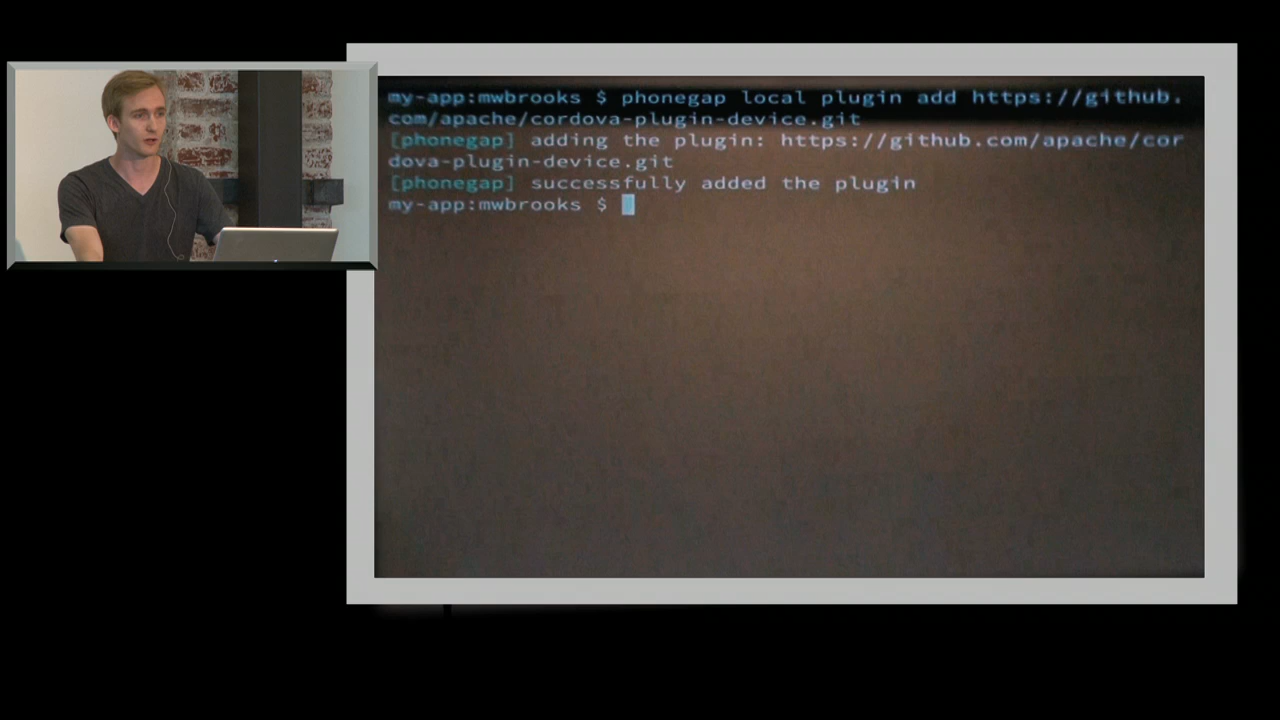 my-app:mwbrooks $ phonegap local plugin add https://github.
com/apache/cordova-plugin-device.git
[phonegap] adding the plugin: https://github.com/apache/cor
dova-plugin-device.git
[phonegap] successfully added the plugin
my-app:mwbrooks $